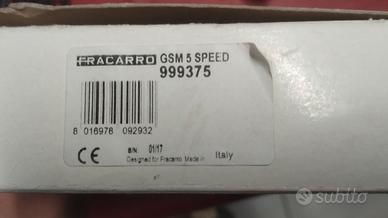 FRACARRO GSM 5 SPEED
999375
8 016978 092932
CE S/N 01/17
Designed for Fracarro. Made in Italy
subito